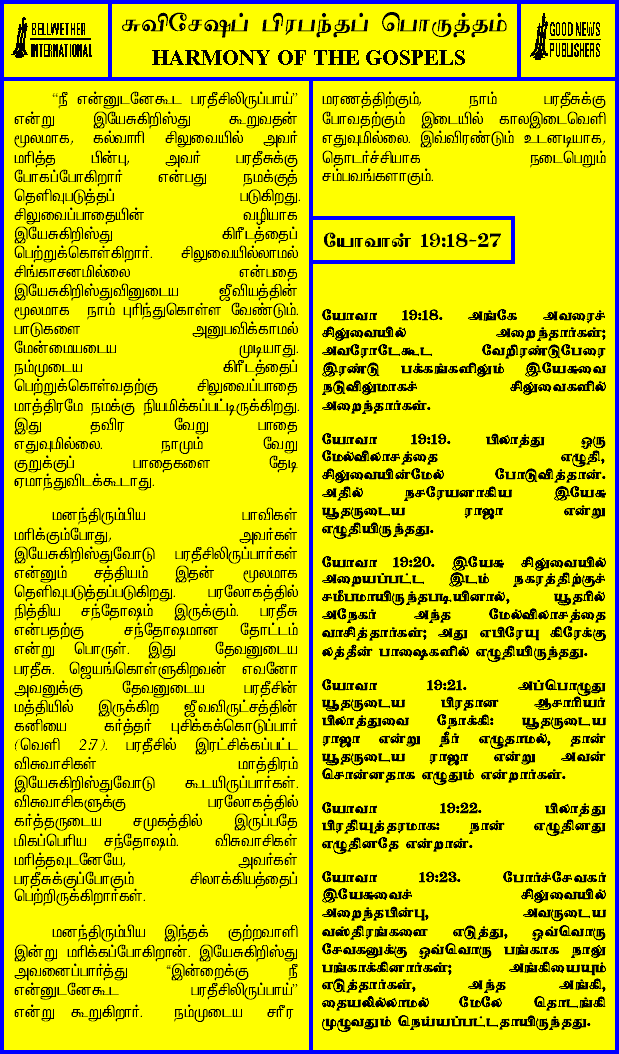 BELLWETHER
INTERNATIONAL
சுவிசேஷப் பிரபந்தப் பொருத்தம்
HARMONY OF THE GOSPELS
GOOD NEWS
PUBLISHERS
“நீ என்னுடனேகூட பரதீசிலிருப்பாய்”
என்று இயேசுகிறிஸ்து கூறுவதன்
மூலமாக, கல்வாரி சிலுவையில் அவர்
மரித்த பின்பு, அவர் பரதீசுக்கு
போகப்போகிறார் என்பது நமக்குத்
தெளிவுபடுத்தப் படுகிறது.
சிலுவைப்பாதையின் வழியாக
இயேசுகிறிஸ்து கிரீடத்தைப்
பெற்றுக்கொள்கிறார். சிலுவையில்லாமல்
சிங்காசனமில்லை என்பதை
இயேசுகிறிஸ்துவினுடைய ஜீவியத்தின்
மூலமாக நாம் புரிந்துகொள்ள வேண்டும்.
பாடுகளை அனுபவிக்காமல்
மேன்மையடைய முடியாது.
நம்முடைய கிரீடத்தைப்
பெற்றுக்கொள்வதற்கு சிலுவைப்பாதை
மாத்திரமே நமக்கு நியமிக்கப்பட்டிருக்கிறது.
இது தவிர வேறு பாதை
எதுவுமில்லை. நாமும் வேறு
குறுக்குப் பாதைகளை தேடி
ஏமாந்துவிடக்கூடாது.
மனந்திரும்பிய பாவிகள்
மரிக்கும்போது, அவர்கள்
இயேசுகிறிஸ்துவோடு பரதீசிலிருப்பார்கள்
என்னும் சத்தியம் இதன் மூலமாக
தெளிவுபடுத்தப்படுகிறது. பரலோகத்தில்
நித்திய சந்தோஷம் இருக்கும். பரதீசு
என்பதற்கு சந்தோஷமான தோட்டம்
என்று பொருள். இது தேவனுடைய
பரதீசு. ஜெயங்கொள்ளுகிறவன் எவனோ
அவனுக்கு தேவனுடைய பரதீசின்
மத்தியில் இருக்கிற ஜீவவிருட்சத்தின்
கனியை கர்த்தர் புசிக்கக்கொடுப்பார்
(வெளி 2:7). பரதீசில் இரட்சிக்கப்பட்ட
விசுவாசிகள் மாத்திரம்
இயேசுகிறிஸ்துவோடு கூடயிருப்பார்கள்.
விசுவாசிகளுக்கு பரலோகத்தில்
கர்த்தருடைய சமுகத்தில் இருப்பதே
மிகப்பெரிய சந்தோஷம். விசுவாசிகள்
மரித்தவுடனேயே, அவர்கள்
பரதீசுக்குப்போகும் சிலாக்கியத்தைப்
பெற்றிருக்கிறார்கள்.
மனந்திரும்பிய இந்தக் குற்றவாளி
இன்று மரிக்கப்போகிறான். இயேசுகிறிஸ்து
அவனைப்பார்த்து “இன்றைக்கு நீ
என்னுடனேகூட பரதீசிலிருப்பாய்”
என்று கூறுகிறார். நம்முடைய சரீர
மரணத்திற்கும், நாம் பரதீசுக்கு
போவதற்கும் இடையில் காலஇடைவெளி
எதுவுமில்லை. இவ்விரண்டும் உடனடியாக,
தொடர்ச்சியாக நடைபெறும்
சம்பவங்களாகும்.
யோவான் 19:18-27
யோவா 19:18. அங்கே அவரைச்
சிலுவையில் அறைந்தார்கள்;
அவரோடேகூட வேறிரண்டுபேரை
இரண்டு பக்கங்களிலும் இயேசுவை
நடுவிலுமாகச் சிலுவைகளில்
அறைந்தார்கள்.
யோவா 19:19. பிலாத்து ஒரு
மேல்விலாசத்தை எழுதி,
சிலுவையின்மேல் போடுவித்தான்.
அதில் நசரேயனாகிய இயேசு
யூதருடைய ராஜா என்று
எழுதியிருந்தது.
யோவா 19:20. இயேசு சிலுவையில்
அறையப்பட்ட இடம் நகரத்திற்குச்
சமீபமாயிருந்தபடியினால், யூதரில்
அநேகர் அந்த மேல்விலாசத்தை
வாசித்தார்கள்; அது எபிரேயு கிரேக்கு
லத்தீன் பாஷைகளில் எழுதியிருந்தது.
யோவா 19:21. அப்பொழுது
யூதருடைய பிரதான ஆசாரியர்
பிலாத்துவை நோக்கி: யூதருடைய
ராஜா என்று நீர் எழுதாமல், தான்
யூதருடைய ராஜா என்று அவன்
சொன்னதாக எழுதும் என்றார்கள்.
யோவா 19:22. பிலாத்து
பிரதியுத்தரமாக: நான் எழுதினது
எழுதினதே என்றான்.
யோவா 19:23. போர்ச்சேவகர்
இயேசுவைச் சிலுவையில்
அறைந்தபின்பு, அவருடைய
வஸ்திரங்களை எடுத்து, ஒவ்வொரு
சேவகனுக்கு ஒவ்வொரு பங்காக நாலு
பங்காக்கினார்கள்; அங்கியையும்
எடுத்தார்கள், அந்த அங்கி,
தையலில்லாமல் மேலே தொடங்கி
முழுவதும் நெய்யப்பட்டதாயிருந்தது.